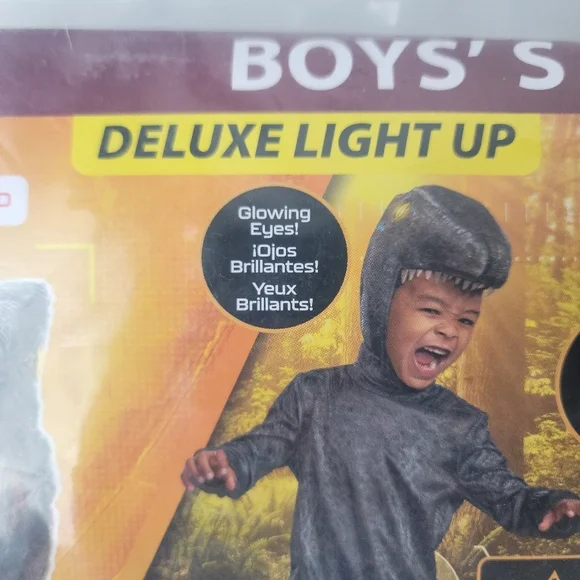 BOYS' S
DELUXE LIGHT UP
Glowing
Eyes!
¡Ojos
Brillantes!
Yeux
Brillants!